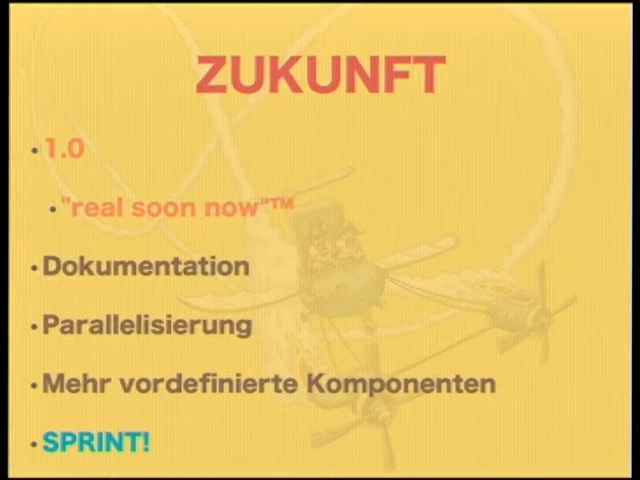 ZUKUNFT
•1.0
•"real soon now"™
•Dokumentation
•Parallelisierung
•Mehr vordefinierte Komponenten
•SPRINT!